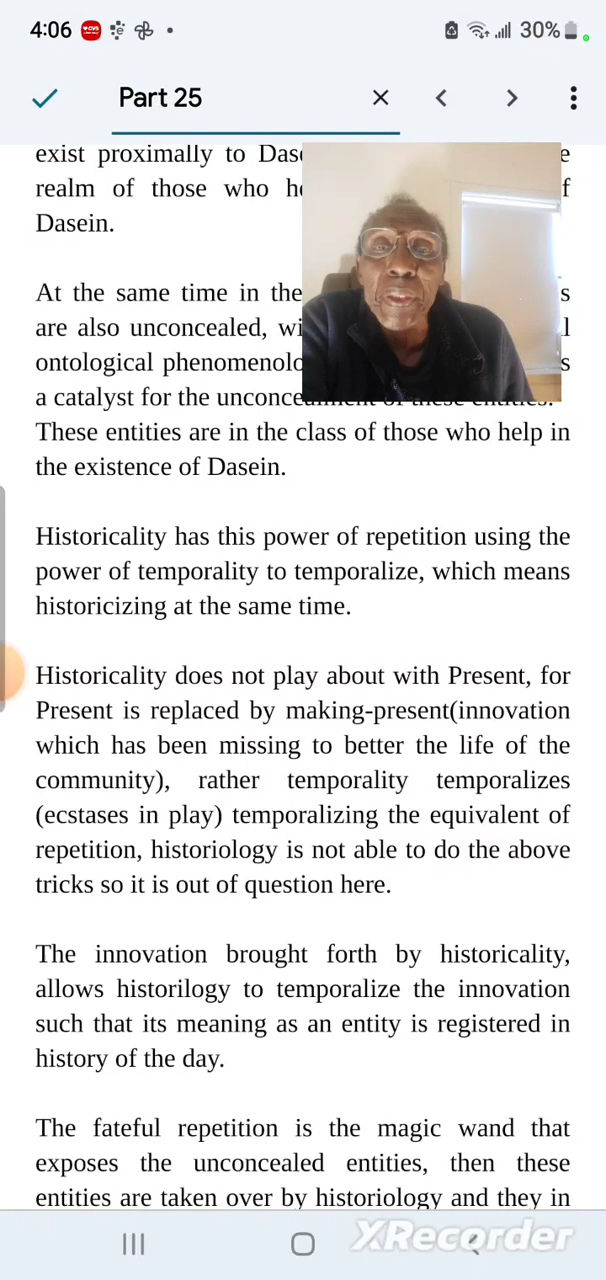 4:06
30%
Part 25
exist proximally to
realm of those who
Dasein.
At the same time in the
are also unconcealed,
ontological
a catalyst for the of these entities.
These entities are in the class of those who help in
the existence of Dasein.
Historicality has this power of repetition using the
power of temporality to temporalize, which means
historicizing at the same time.
Historicality does not play about with Present, for
Present is replaced by making-present(innovation
which has been missing to better the life of the
community), rather temporality temporalizes
(ecstases in play) temporalizing the equivalent of
repetition, historiology is not able to do the above
tricks so it is out of question here.
The innovation brought forth by historicality,
allows historilogy to temporalize the innovation
such that its meaning as an entity is registered in
history of the day.
The fateful repetition is the magic wand that
exposes the unconcealed entities, then these
entities are taken over by historiology and they in
XRecorder